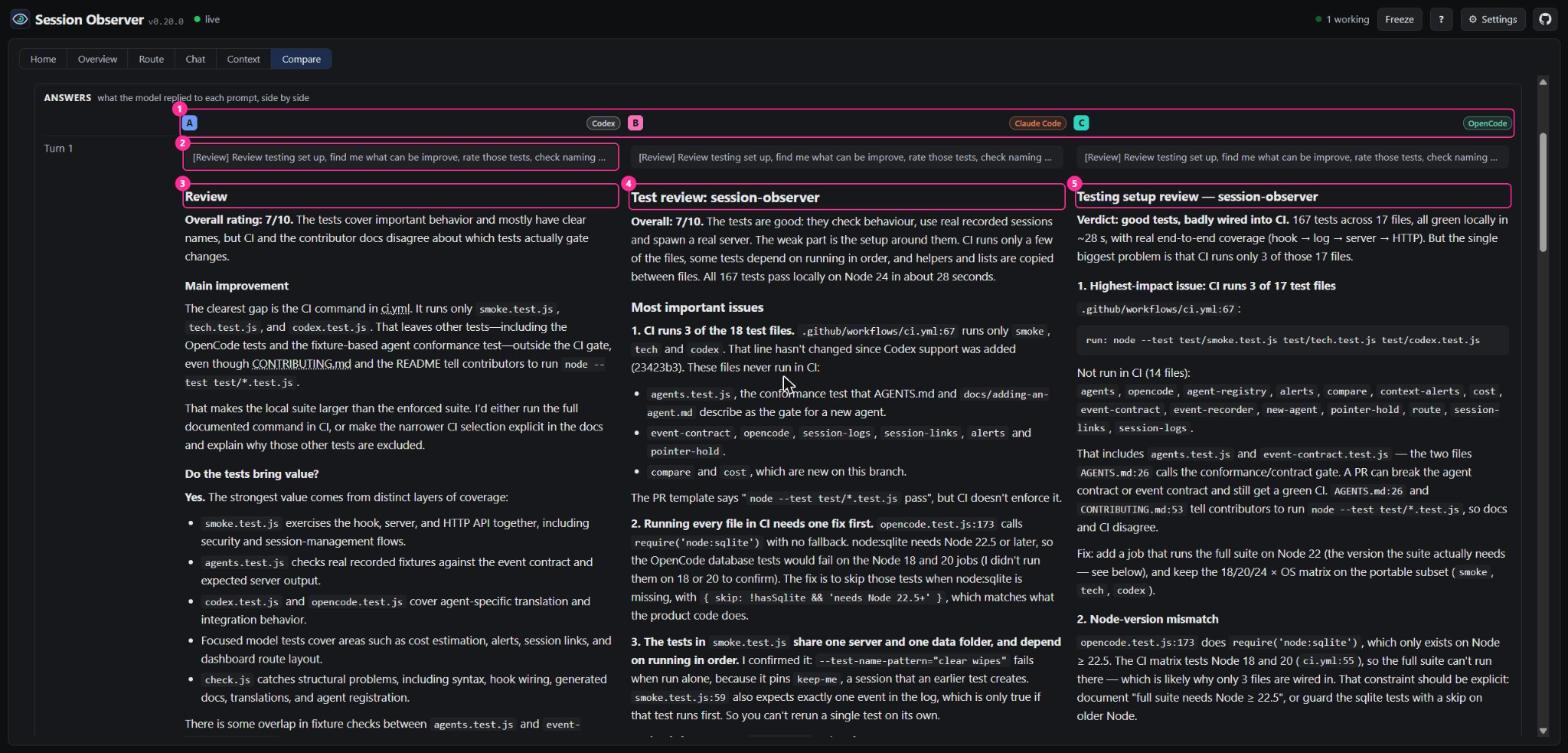 Session Observer v0.20.0 live
1 working Freeze ? Settings
Home Overview Route Chat Context Compare
ANSWERS what the model replied to each prompt, side by side
1
A Codex B Claude Code C OpenCode
Turn 1
2
[Review] Review testing set up, find me what can be improve, rate those tests, check naming ...
[Review] Review testing set up, find me what can be improve, rate those tests, check naming ...
[Review] Review testing set up, find me what can be improve, rate those tests, check naming ...
3
Review
Overall rating: 7/10. The tests cover important behavior and mostly have clear
names, but CI and the contributor docs disagree about which tests actually gate
changes.
Main improvement
The clearest gap is the CI command in ci.yml. It runs only smoke.test.js,
tech.test.js, and codex.test.js. That leaves other tests—including the
OpenCode tests and the fixture-based agent conformance test—outside the CI gate,
even though CONTRIBUTING.md and the README tell contributors to run node --
test test/*.test.js.
That makes the local suite larger than the enforced suite. I'd either run the full
documented command in CI, or make the narrower CI selection explicit in the docs
and explain why those other tests are excluded.
Do the tests bring value?
Yes. The strongest value comes from distinct layers of coverage:
• smoke.test.js exercises the hook, server, and HTTP API together, including
security and session-management flows.
• agents.test.js checks real recorded fixtures against the event contract and
expected server output.
• codex.test.js and opencode.test.js cover agent-specific translation and
integration behavior.
• Focused model tests cover areas such as cost estimation, alerts, session links, and
dashboard route layout.
• check.js catches structural problems, including syntax, hook wiring, generated
docs, translations, and agent registration.
There is some overlap in fixture checks between agents.test.js and event-
4
Test review: session-observer
Overall: 7/10. The tests are good: they check behaviour, use real recorded sessions
and spawn a real server. The weak part is the setup around them. CI runs only a few
of the files, some tests depend on running in order, and helpers and lists are copied
between files. All 167 tests pass locally on Node 24 in about 28 seconds.
Most important issues
1. CI runs 3 of the 18 test files. .github/workflows/ci.yml:67 runs only smoke,
tech and codex. That line hasn't changed since Codex support was added
(23423b3). These files never run in CI:
• agents.test.js, the conformance test that AGENTS.md and docs/adding-an-
agent.md describe as the gate for a new agent.
• event-contract, opencode, session-logs, session-links, alerts and
pointer-hold.
• compare and cost, which are new on this branch.
The PR template says "node --test test/*.test.js pass", but CI doesn't enforce it.
2. Running every file in CI needs one fix first. opencode.test.js:173 calls
require('node:sqlite') with no fallback. node:sqlite needs Node 22.5 or later, so
the OpenCode database tests would fail on the Node 18 and 20 jobs (I didn't run
them on 18 or 20 to confirm). The fix is to skip those tests when node:sqlite is
missing, with { skip: !hasSqlite && 'needs Node 22.5+' }, which matches what
the product code does.
3. The tests in smoke.test.js share one server and one data folder, and depend
on running in order. I confirmed it: --test-name-pattern="clear wipes" fails
when run alone, because it pins keep-me, a session that an earlier test creates.
smoke.test.js:59 also expects exactly one event in the log, which is only true if
that test runs first. So you can't rerun a single test on its own.
5
Testing setup review — session-observer
Verdict: good tests, badly wired into CI. 167 tests across 17 files, all green locally in
~28 s, with real end-to-end coverage (hook → log → server → HTTP). But the single
biggest problem is that CI runs only 3 of those 17 files.
1. Highest-impact issue: CI runs 3 of 17 test files
.github/workflows/ci.yml:67:
run: node --test test/smoke.test.js test/tech.test.js test/codex.test.js
Not run in CI (14 files):
agents, opencode, agent-registry, alerts, compare, context-alerts, cost,
event-contract, event-recorder, new-agent, pointer-hold, route, session-
links, session-logs.
That includes agents.test.js and event-contract.test.js — the two files
AGENTS.md:26 calls the conformance/contract gate. A PR can break the agent
contract or event contract and still get a green CI. AGENTS.md:26 and
CONTRIBUTING.md:53 tell contributors to run node --test test/*.test.js, so docs
and CI disagree.
Fix: add a job that runs the full suite on Node 22 (the version the suite actually needs
— see below), and keep the 18/20/24 × OS matrix on the portable subset (smoke,
tech, codex).
2. Node-version mismatch
opencode.test.js:173 does require('node:sqlite'), which only exists on Node
≥ 22.5. The CI matrix tests Node 18 and 20 (ci.yml:55), so the full suite can't run
there — which is likely why only 3 files are wired in. That constraint should be explicit:
document "full suite needs Node ≥ 22.5", or guard the sqlite tests with a skip on
older Node.